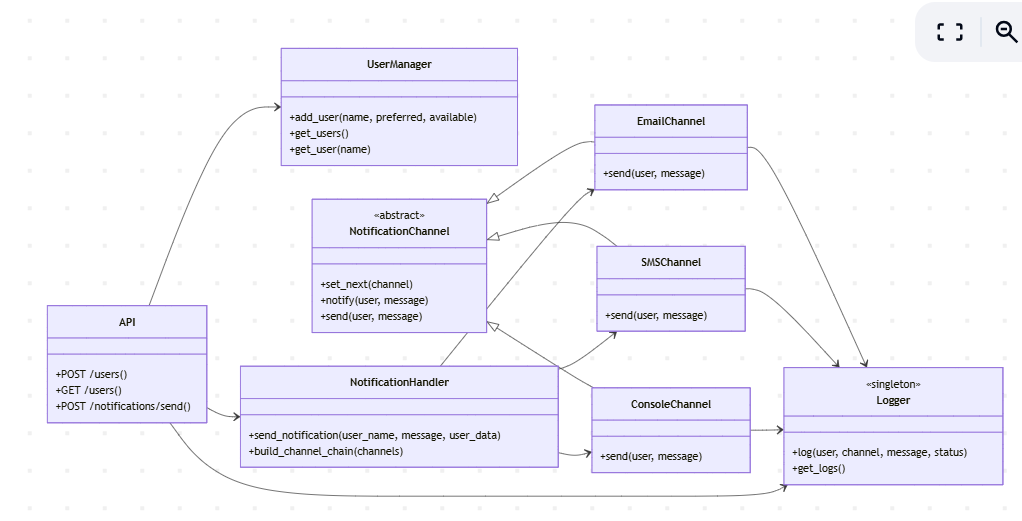 UserManager
+add_user(name, preferred, available)
+get_users()
+get_user(name)
EmailChannel
+send(user, message)
«abstract»
NotificationChannel
+set_next(channel)
+notify(user, message)
+send(user, message)
SMSChannel
+send(user, message)
API
+POST /users()
+GET /users()
+POST /notifications/send()
NotificationHandler
+send_notification(user_name, message, user_data)
+build_channel_chain(channels)
ConsoleChannel
+send(user, message)
«singleton»
Logger
+log(user, channel, message, status)
+get_logs()